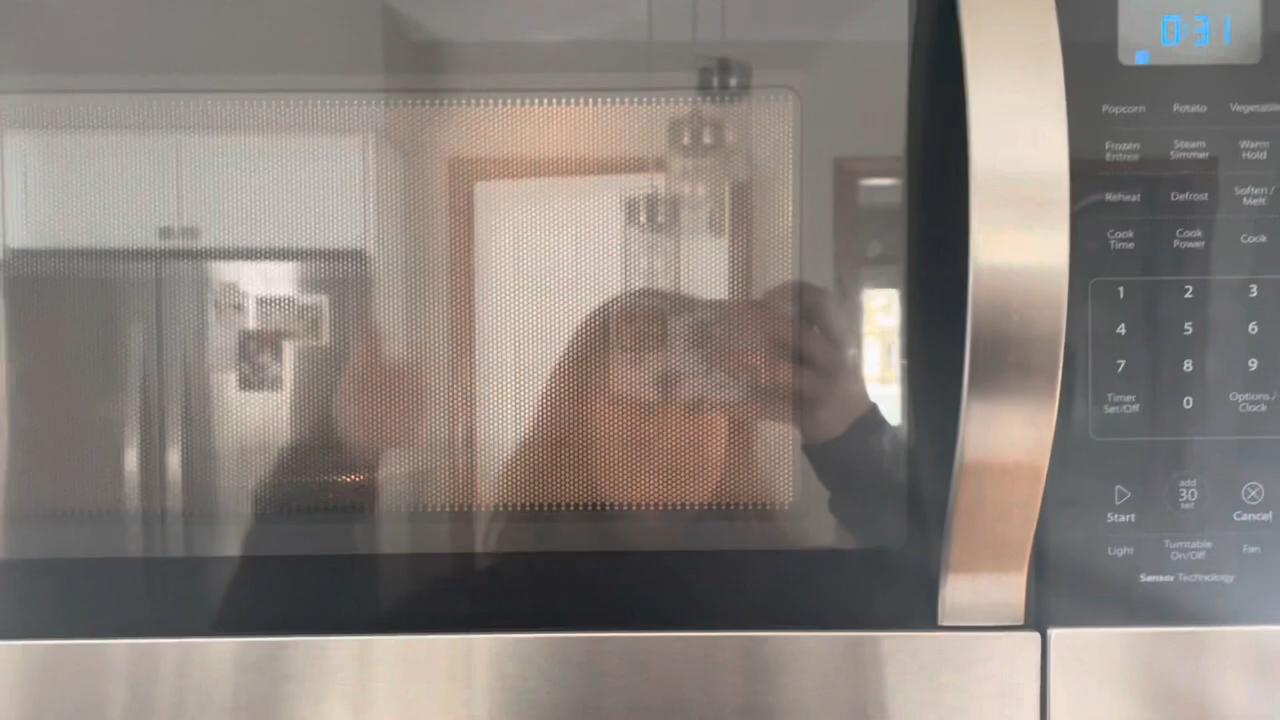 0:31
Popcorn Potato Vegetable
Frozen Entree Steam Simmer Warm Hold
Reheat Defrost Soften / Melt
Cook Time Cook Power Cook
1 2 3
4 5 6
7 8 9
Timer Set/Off 0 Options / Clock
Start add 30 sec Cancel
Light Turntable On/Off Fan
Sensor Technology